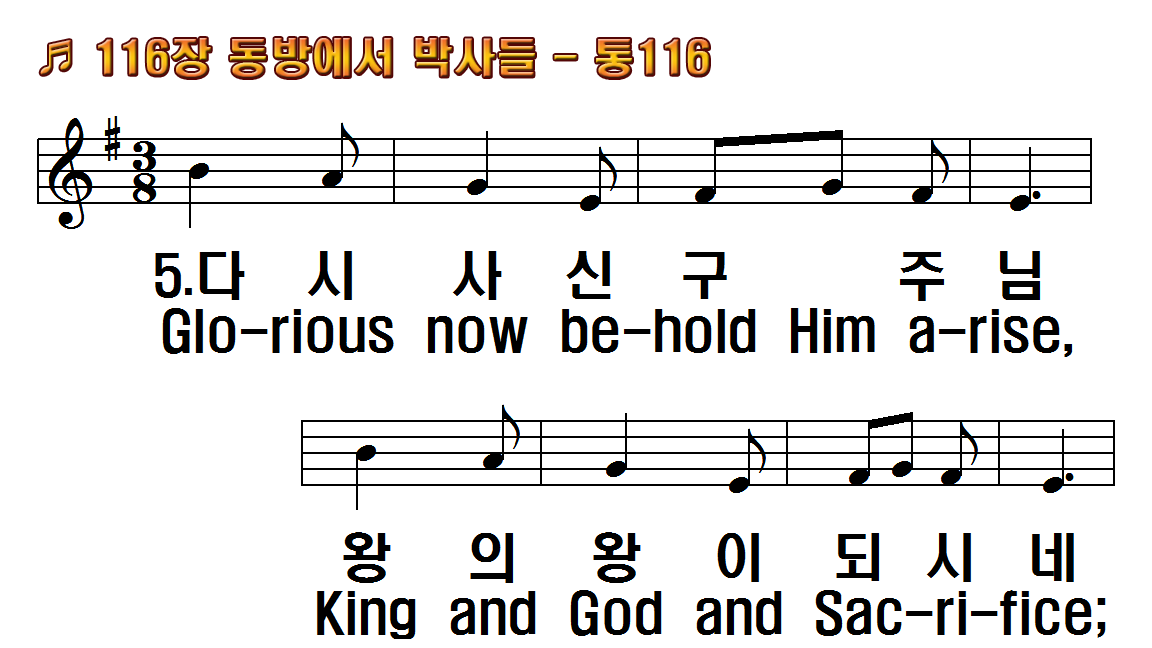 ♬ 116장 동방에서 박사들 - 통116
3 8
5.다 시 사 신 구 주 님
Glo-rious now be-hold Him a-rise,
왕 의 왕 이 되 시 네
King and God and Sac-ri-fice;